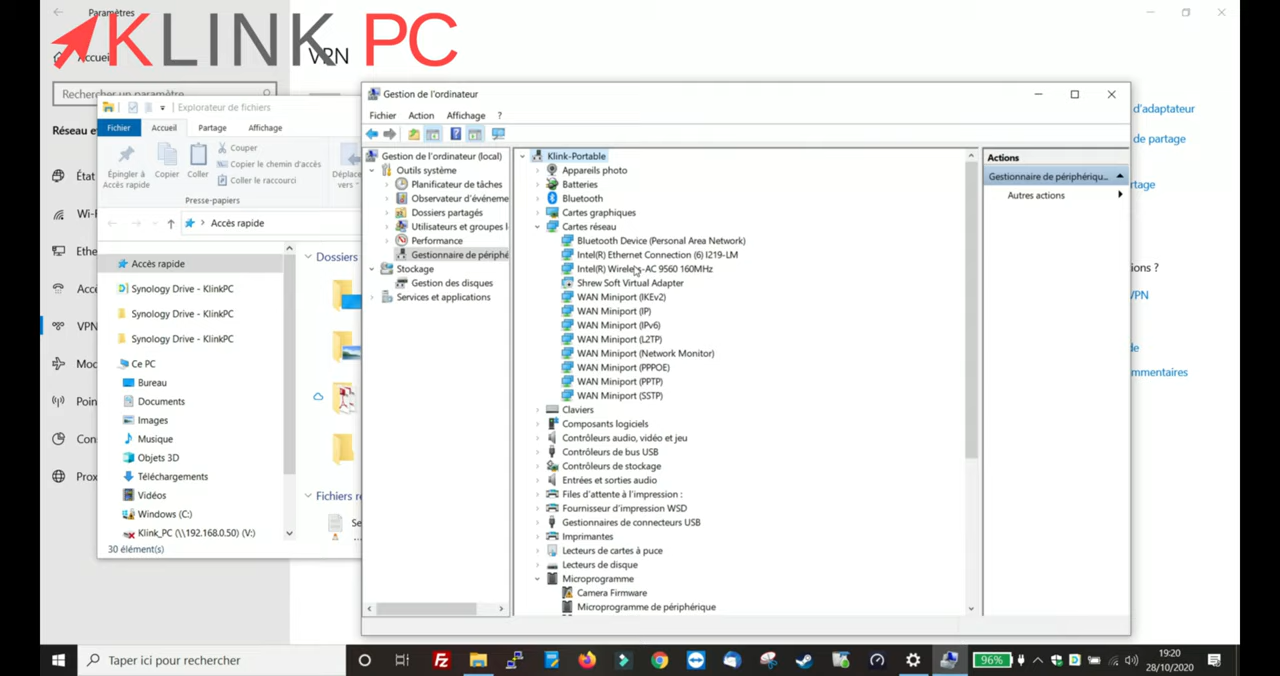 Paramètres
KLINK PC
Accueil
VPN
Rechercher un paramètre
Réseau et
État
Wi-F
Ethe
Accè
VPN
Mod
Poin
Con
Prox
Explorateur de fichiers
Fichier
Accueil
Partage
Affichage
Épingler à
Accès rapide
Copier
Coller
Couper
Copier le chemin d'accès
Coller le raccourci
Déplace
vers
Presse-papiers
Accès rapide
Accès rapide
Synology Drive - KlinkPC
Synology Drive - KlinkPC
Synology Drive - KlinkPC
Ce PC
Bureau
Documents
Images
Musique
Objets 3D
Téléchargements
Vidéos
Windows (C:)
Klink_PC (\\192.168.0.50) (V:)
30 élément(s)
Dossiers
Fichiers ré
Se
...
Gestion de l'ordinateur
Fichier Action Affichage ?
Gestion de l'ordinateur (local)
Outils système
Planificateur de tâches
Observateur d'événeme
Dossiers partagés
Utilisateurs et groupes l
Performance
Gestionnaire de périphé
Stockage
Gestion des disques
Services et applications
Klink-Portable
Appareils photo
Batteries
Bluetooth
Cartes graphiques
Cartes réseau
Bluetooth Device (Personal Area Network)
Intel(R) Ethernet Connection (6) I219-LM
Intel(R) Wireless-AC 9560 160MHz
Shrew Soft Virtual Adapter
WAN Miniport (IKEv2)
WAN Miniport (IP)
WAN Miniport (IPv6)
WAN Miniport (L2TP)
WAN Miniport (Network Monitor)
WAN Miniport (PPPOE)
WAN Miniport (PPTP)
WAN Miniport (SSTP)
Claviers
Composants logiciels
Contrôleurs audio, vidéo et jeu
Contrôleurs de bus USB
Contrôleurs de stockage
Entrées et sorties audio
Files d'attente à l'impression :
Fournisseur d'impression WSD
Gestionnaires de connecteurs USB
Imprimantes
Lecteurs de cartes à puce
Lecteurs de disque
Microprogramme
Camera Firmware
Microprogramme de périphérique
Actions
Gestionnaire de périphériqu...
Autres actions
d'adaptateur
de partage
rtage
ions ?
VPN
de
mmentaires
Taper ici pour rechercher
96%
19:20
28/10/2020